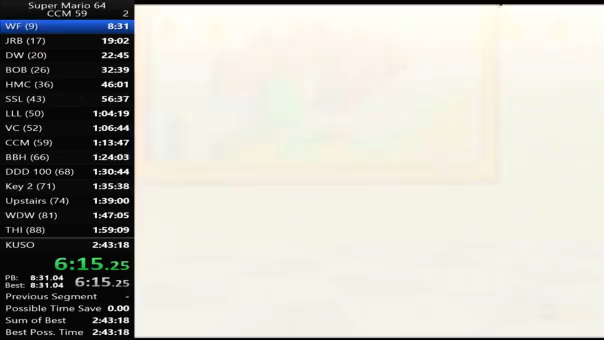 Super Mario 64
CCM 59 2
WF (9) 8:31
JRB (17) 19:02
DW (20) 22:45
BOB (26) 32:39
HMC (36) 46:01
SSL (43) 56:37
LLL (50) 1:04:19
VC (52) 1:06:44
CCM (59) 1:13:47
BBH (66) 1:24:03
DDD 100 (68) 1:30:44
Key 2 (71) 1:35:38
Upstairs (74) 1:39:00
WDW (81) 1:47:05
THI (88) 1:59:09
KUSO 2:43:18
6:15.25
PB: 8:31.04
Best: 8:31.04 6:15.25
Previous Segment -
Possible Time Save 0.00
Sum of Best 2:43:18
Best Poss. Time 2:43:18